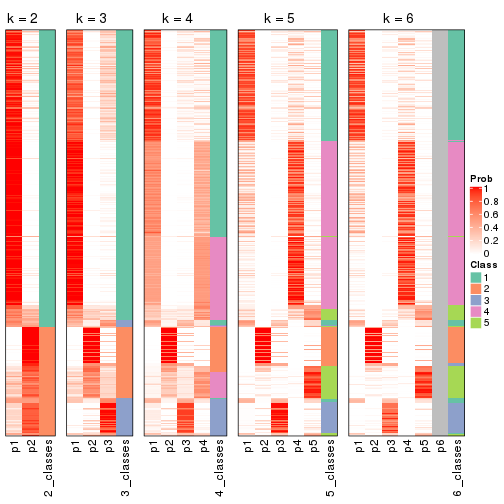 k = 2
k = 3
k = 4
k = 5
k = 6
p1
p2
2_classes
p1
p2
p3
3_classes
p1
p2
p3
p4
4_classes
p1
p2
p3
p4
p5
5_classes
p1
p2
p3
p4
p5
p6
6_classes
Prob
1
0.8
0.6
0.4
0.2
0
Class
1
2
3
4
5